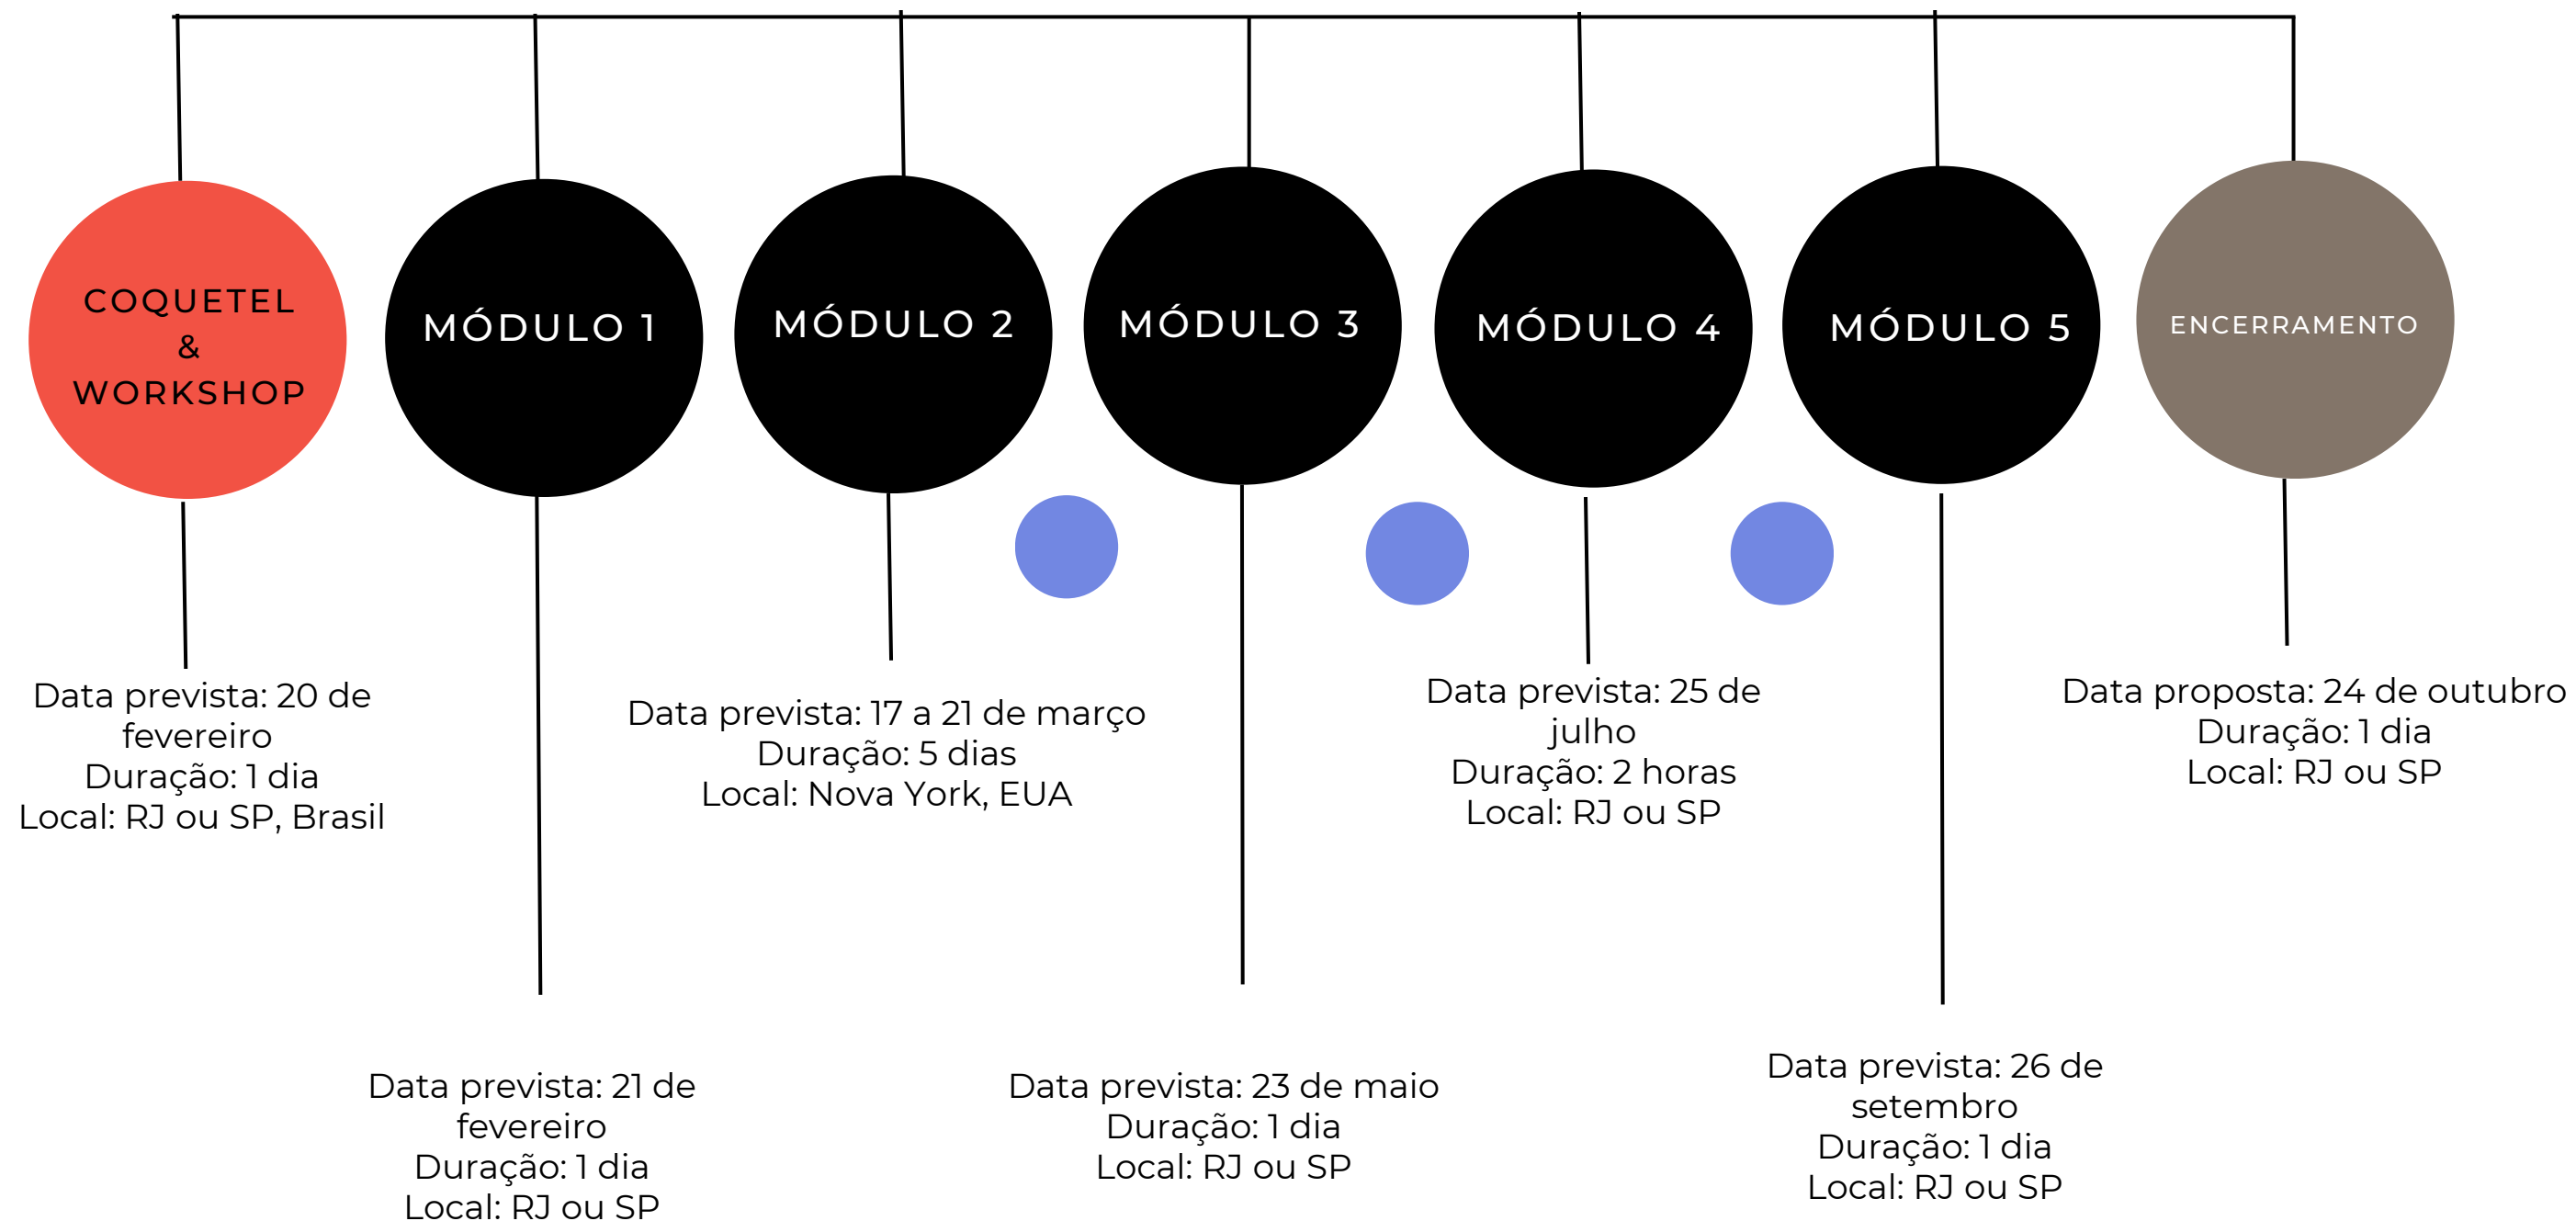 COQUETEL
&
WORKSHOP
MÓDULO 1
MÓDULO 2
MÓDULO 3
MÓDULO 4
MÓDULO 5
ENCERRAMENTO
Data prevista: 20 de
fevereiro
Duração: 1 dia
Local: RJ ou SP, Brasil
Data prevista: 21 de
fevereiro
Duração: 1 dia
Local: RJ ou SP
Data prevista: 17 a 21 de março
Duração: 5 dias
Local: Nova York, EUA
Data prevista: 23 de maio
Duração: 1 dia
Local: RJ ou SP
Data prevista: 25 de
julho
Duração: 2 horas
Local: RJ ou SP
Data prevista: 26 de
setembro
Duração: 1 dia
Local: RJ ou SP
Data proposta: 24 de outubro
Duração: 1 dia
Local: RJ ou SP